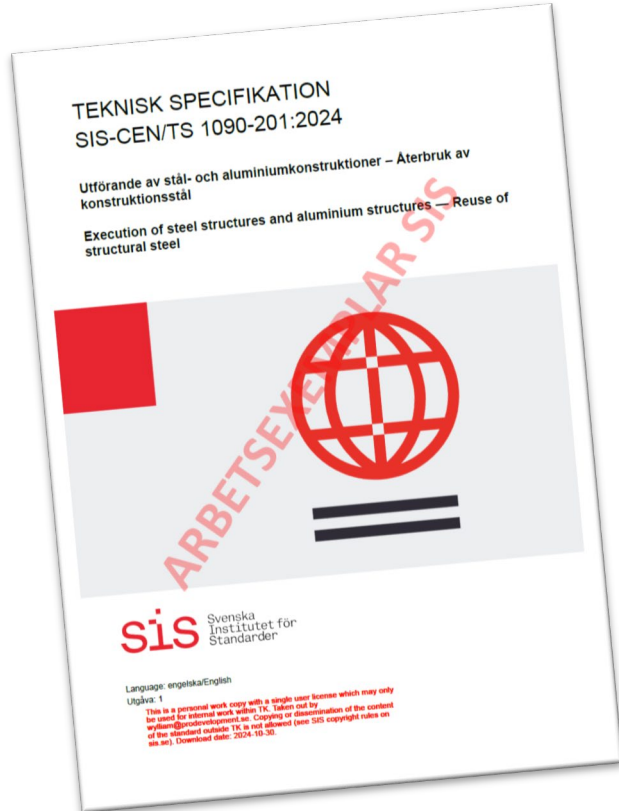 TEKNISK SPECIFIKATION
SIS-CEN/TS 1090-201:2024
Utförande av stål- och aluminiumkonstruktioner – Återbruk av
konstruktionsstål
Execution of steel structures and aluminium structures — Reuse of
structural steel
ARBETSEXEMPLAR SIS
sis Svenska
Institutet för
Standarder
Language: engelska/English
Utgåva: 1
This is a personal work copy with a single user license which may only
be used for internal work within TK. Taken out by
wylliam@prodevelopment.se. Copying or dissemination of the content
of the standard outside TK is not allowed (see SIS copyright rules on
sis.se). Download date: 2024-10-30.